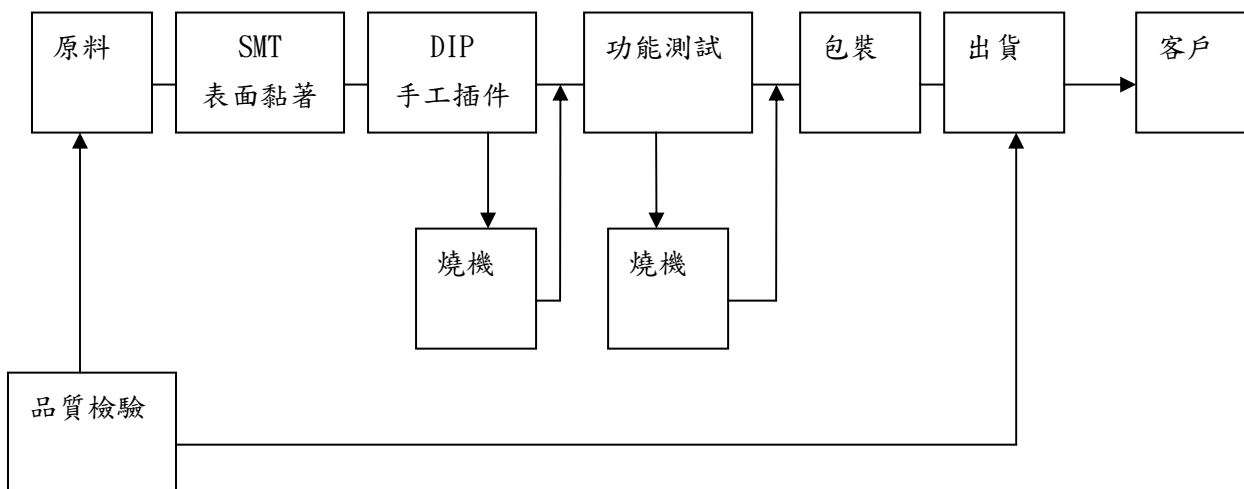 原料
SMT
表面黏著
DIP
手工插件
功能測試
包裝
出貨
客戶
燒機
燒機
品質檢驗